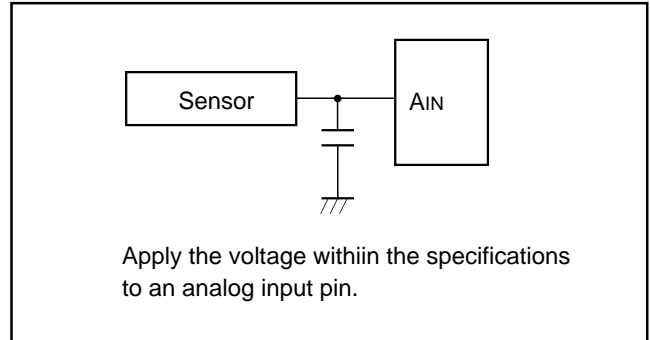 Sensor
AIN
Apply the voltage withiin the specifications
to an analog input pin.